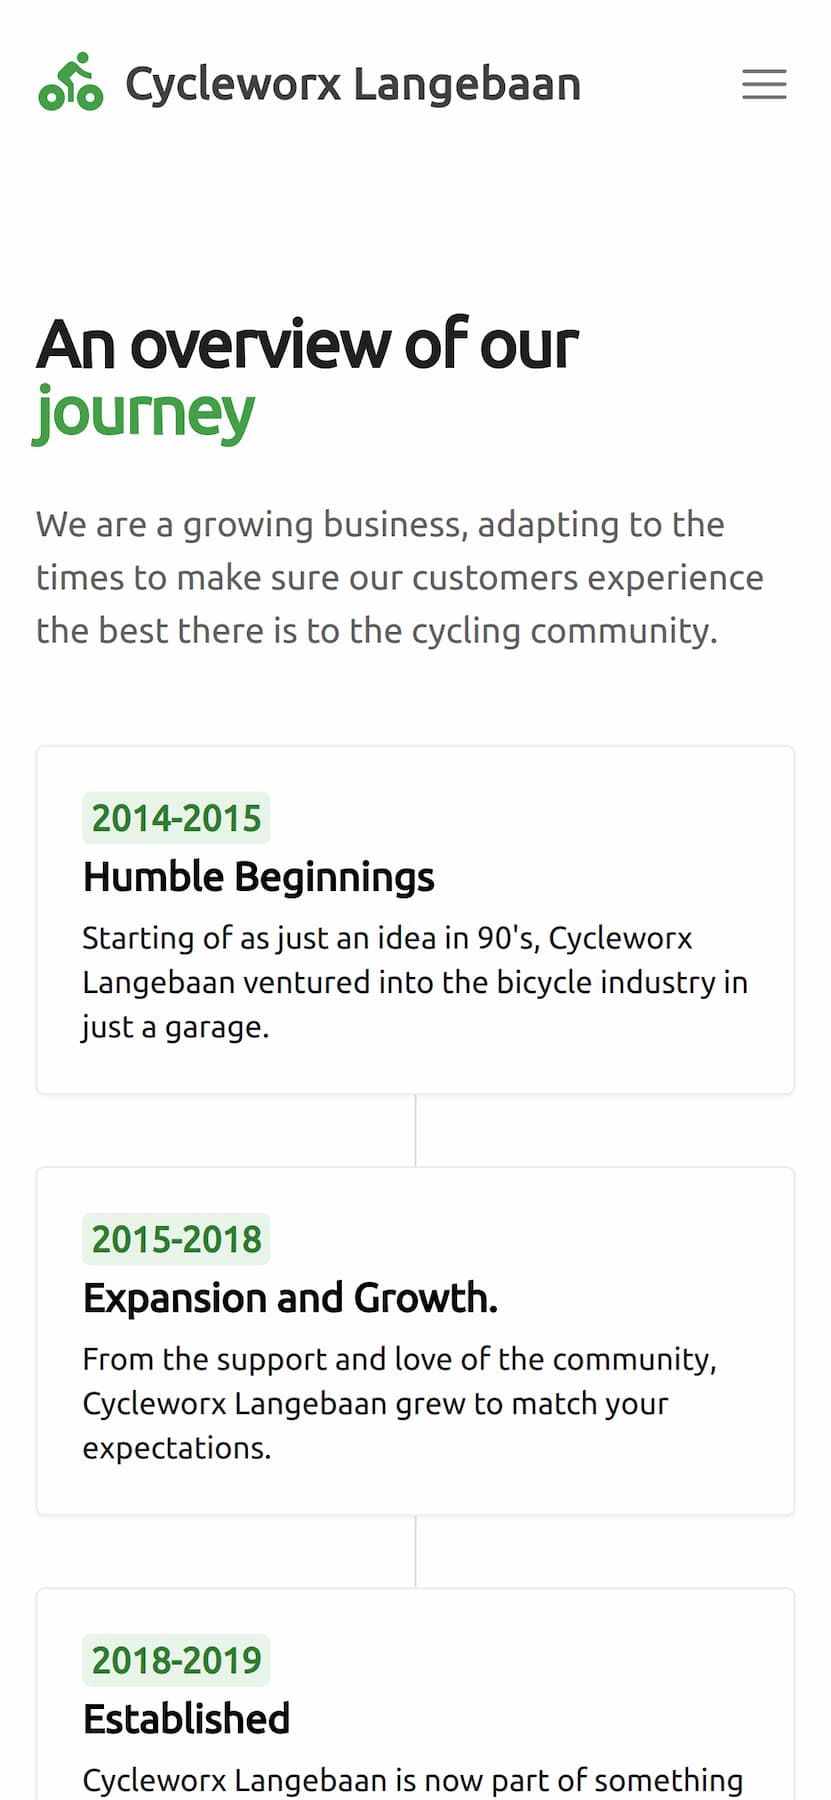 Cycleworx Langebaan
An overview of our
journey
We are a growing business, adapting to the
times to make sure our customers experience
the best there is to the cycling community.
2014-2015
Humble Beginnings
Starting of as just an idea in 90's, Cycleworx
Langebaan ventured into the bicycle industry in
just a garage.
2015-2018
Expansion and Growth.
From the support and love of the community,
Cycleworx Langebaan grew to match your
expectations.
2018-2019
Established
Cycleworx Langebaan is now part of something